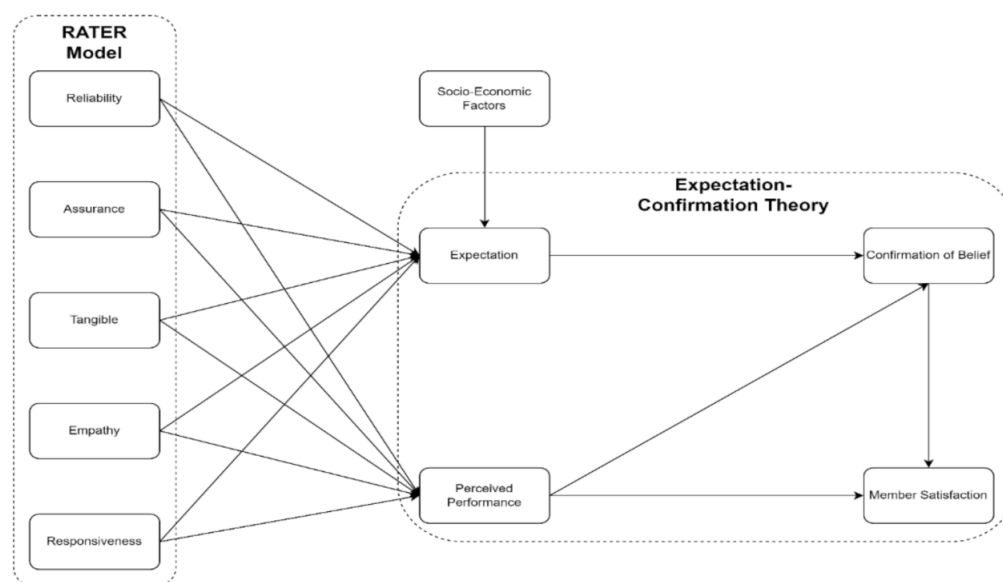 RATER
Model
Reliability
Assurance
Tangible
Empathy
Responsiveness
Socio-Economic
Factors
Expectation-
Confirmation Theory
Expectation
Confirmation of Belief
Perceived
Performance
Member Satisfaction